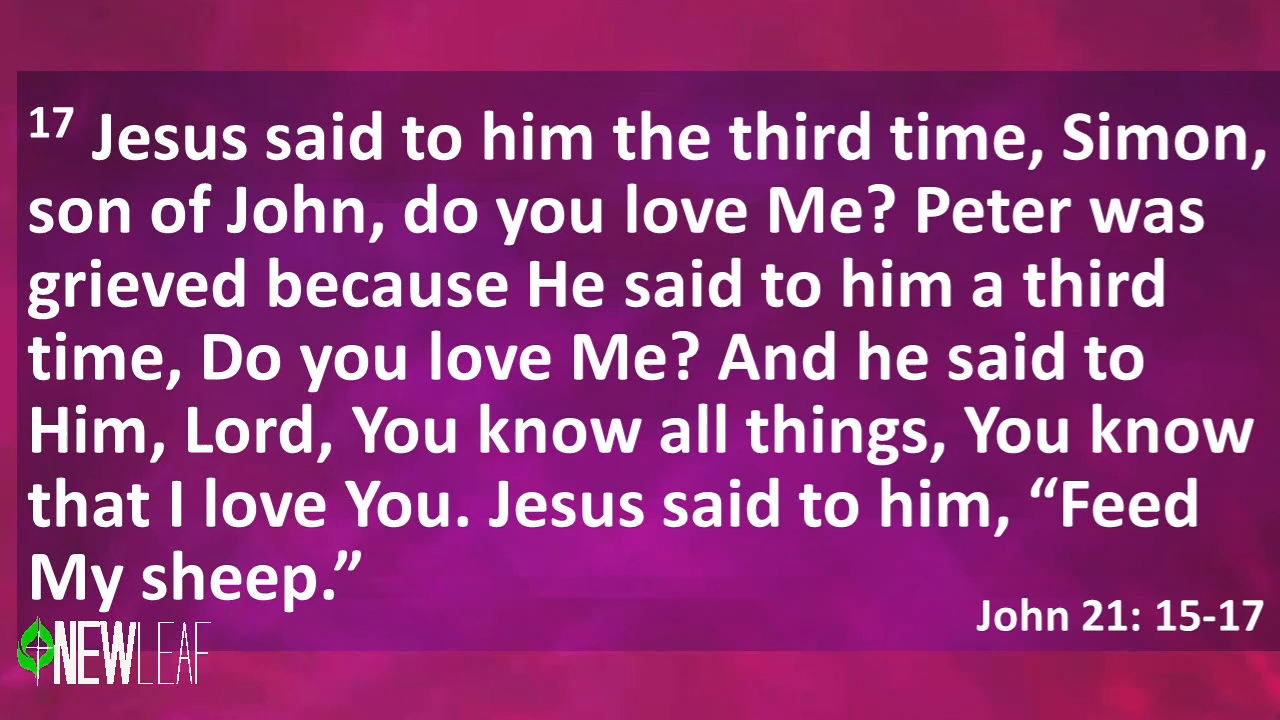 17 Jesus said to him the third time, Simon,
son of John, do you love Me? Peter was
grieved because He said to him a third
time, Do you love Me? And he said to
Him, Lord, You know all things, You know
that I love You. Jesus said to him, “Feed
My sheep.”
John 21: 15-17
NEWLEAF